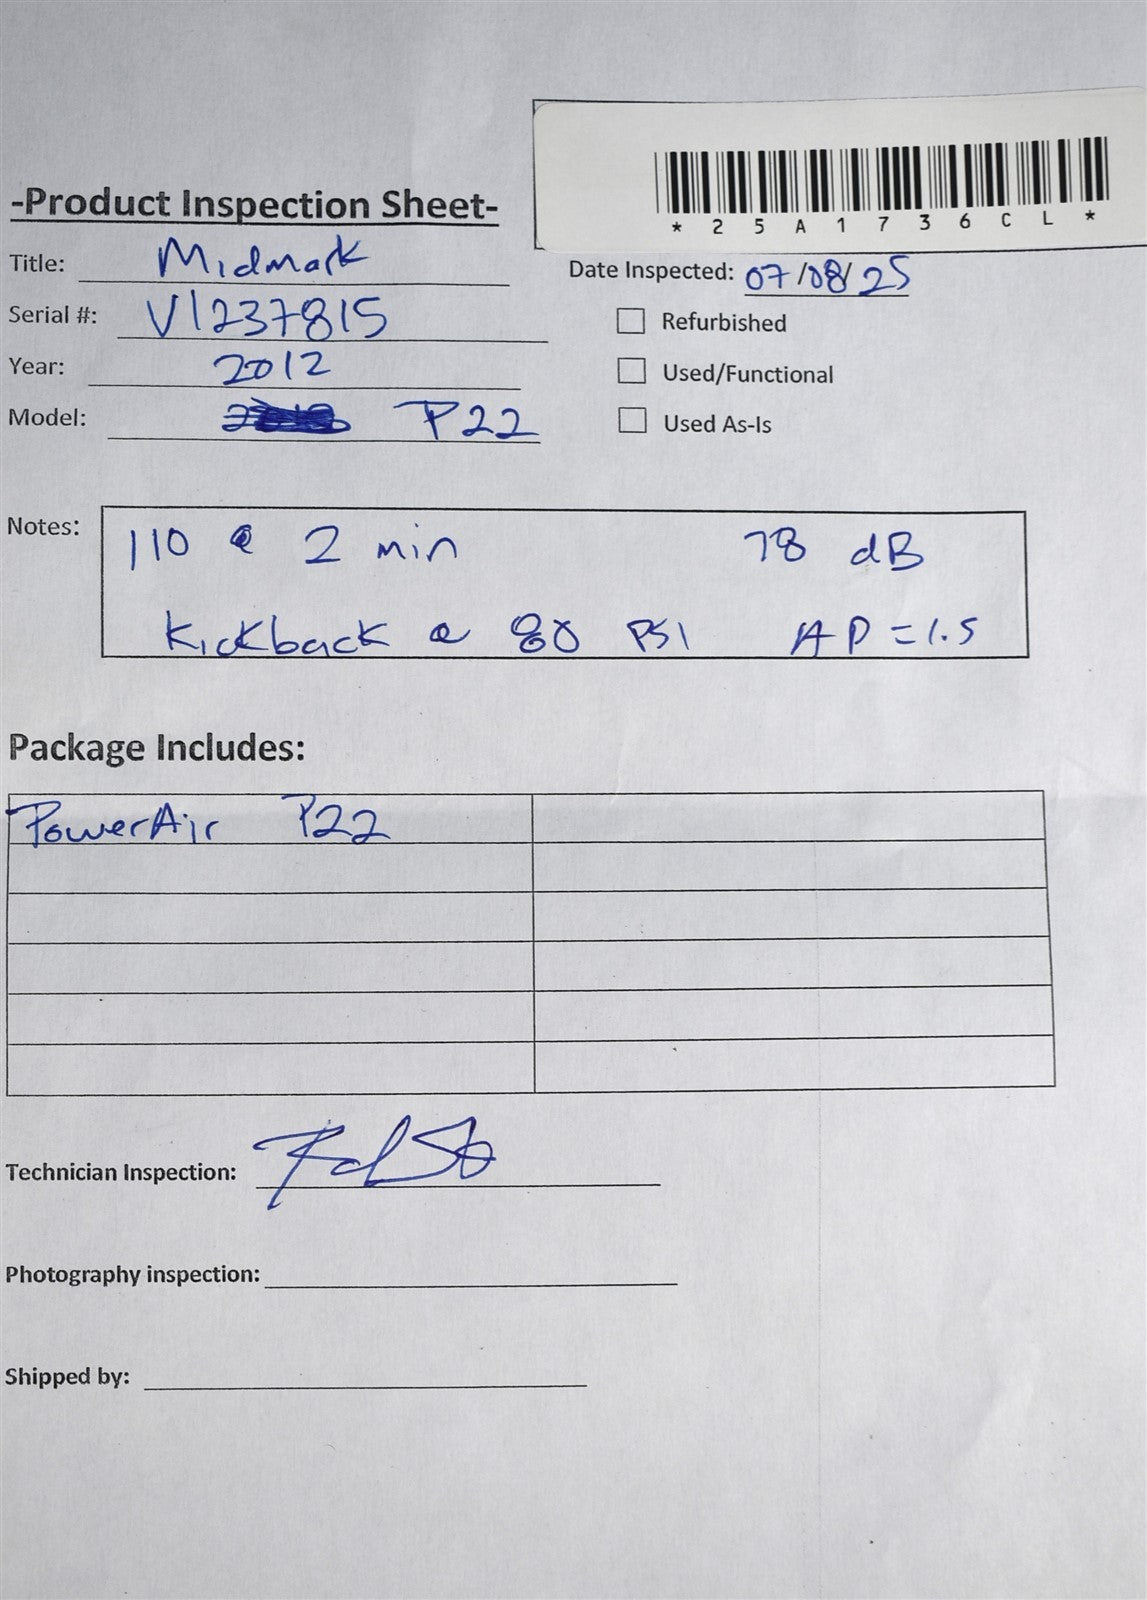 *25A1736CL*
-Product Inspection Sheet-
Title: Midmark
Date Inspected: 07/08/25
Serial #: V1237815
Refurbished
Year: 2012
Used/Functional
Model: P22
Used As-Is
Notes: 110 @ 2 min 78 dB
Kickback @ 80 PSI AP=1.5
Package Includes:
PowerAir P22
Technician Inspection:
Photography inspection:
Shipped by: